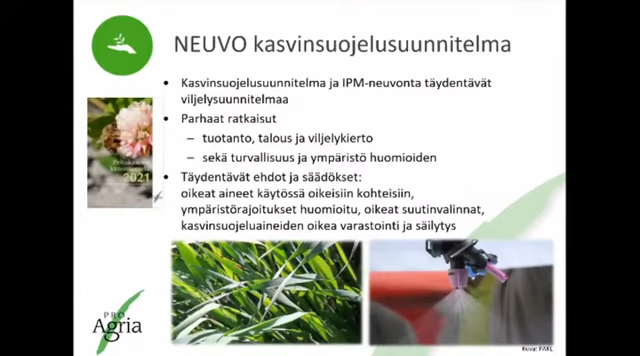 NEUVO kasvinsuojelusuunnitelma
• Kasvinsuojelusuunnitelma ja IPM-neuvonta täydentävät
viljelysuunnitelmaa
• Parhaat ratkaisut
– tuotanto, talous ja viljelykierto
– sekä turvallisuus ja ympäristö huomioiden
• Täydentävät ehdot ja säädökset:
oikeat aineet käytössä oikeisiin kohteisiin,
ympäristörajoitukset huomioitu, oikeat suutinvalinnat,
kasvinsuojeluaineiden oikea varastointi ja säilytys
2021
PRO
Agria
Kuva: